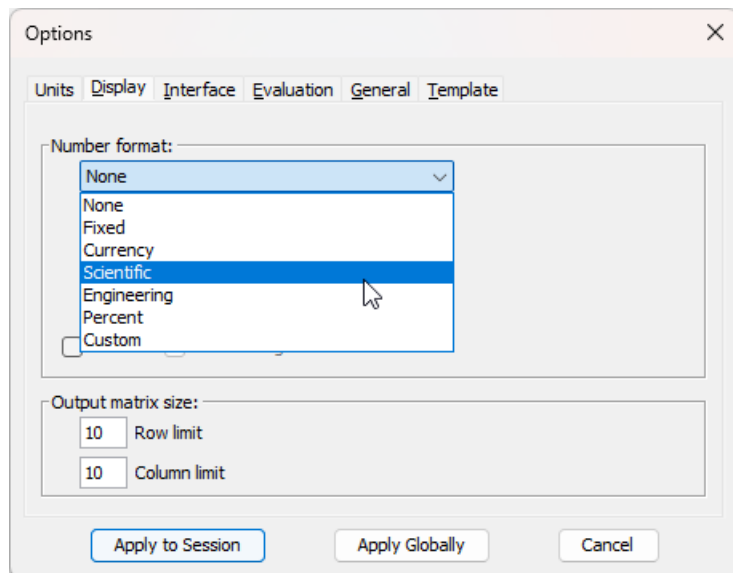 Options
Units Display Interface Evaluation General Template
Number format:
None
None
Fixed
Currency
Scientific
Engineering
Percent
Custom
Output matrix size:
10 Row limit
10 Column limit
Apply to Session Apply Globally Cancel